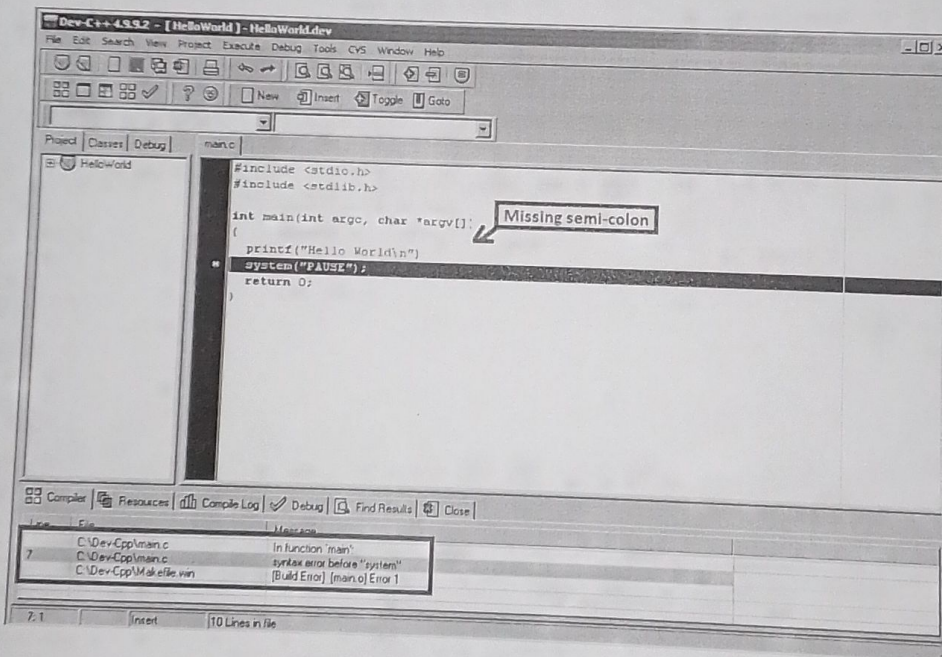 Dev-C++ 4.9.9.2 - [ HelloWorld ] - HelloWorld.dev
File Edit Search View Project Execute Debug Tools CVS Window Help
New Insert Toggle Goto
Project Classes Debug main.c
HelloWorld
#include <stdio.h>
#include <stdlib.h>
int main(int argc, char *argv[])
Missing semi-colon
{
printf("Hello World\n")
system("PAUSE");
return 0;
}
Compiler Resources Compile Log Debug Find Results Close
Line File Message
C:\Dev-Cpp\main.c In function `main':
7 C:\Dev-Cpp\main.c syntax error before "system"
C:\Dev-Cpp\Makefile.win [Build Error] [main.o] Error 1
7: 1 Insert 10 Lines in file